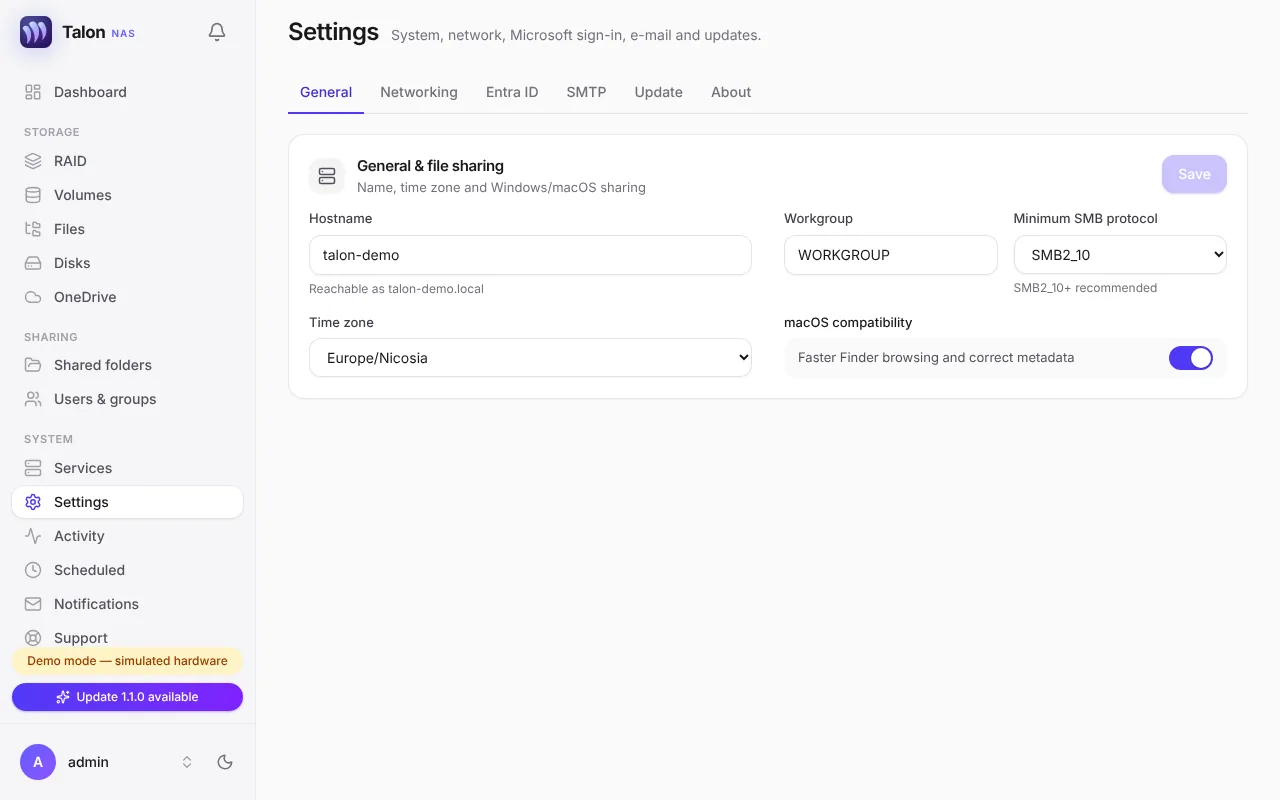 Talon NAS
Dashboard
STORAGE
RAID
Volumes
Files
Disks
OneDrive
SHARING
Shared folders
Users & groups
SYSTEM
Services
Settings
Activity
Scheduled
Notifications
Support
Demo mode — simulated hardware
Update 1.1.0 available
A admin
Settings System, network, Microsoft sign-in, e-mail and updates.
General Networking Entra ID SMTP Update About
General & file sharing
Name, time zone and Windows/macOS sharing
Save
Hostname
talon-demo
Reachable as talon-demo.local
Workgroup
WORKGROUP
Minimum SMB protocol
SMB2_10
SMB2_10+ recommended
Time zone
Europe/Nicosia
macOS compatibility
Faster Finder browsing and correct metadata